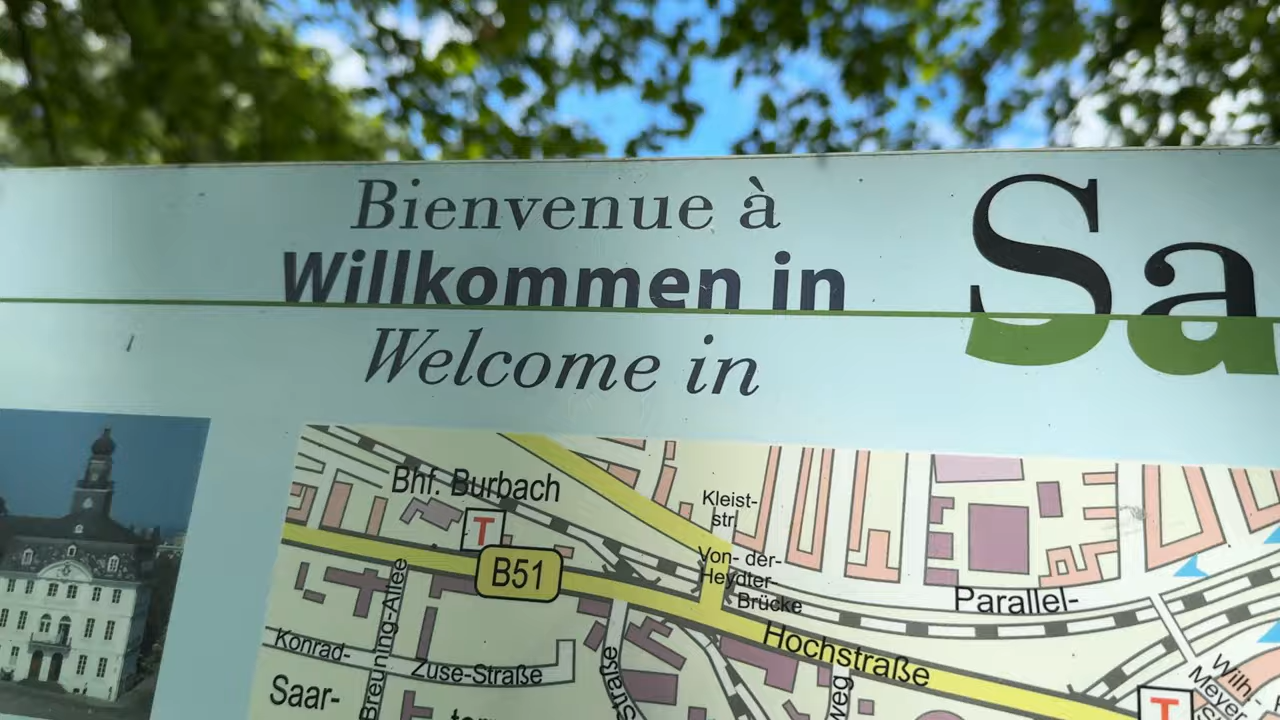 Bienvenue à
Willkommen in
Welcome in
Sa
Bhf. Burbach
T
B51
Kleist-
str.
Von- der-
Heydter-
Brücke
Parallel-
Hochstraße
Breuning-Allee
Konrad-
Zuse-Straße
Straße
Saar-
weg
Wilh.-
Meyer-
T